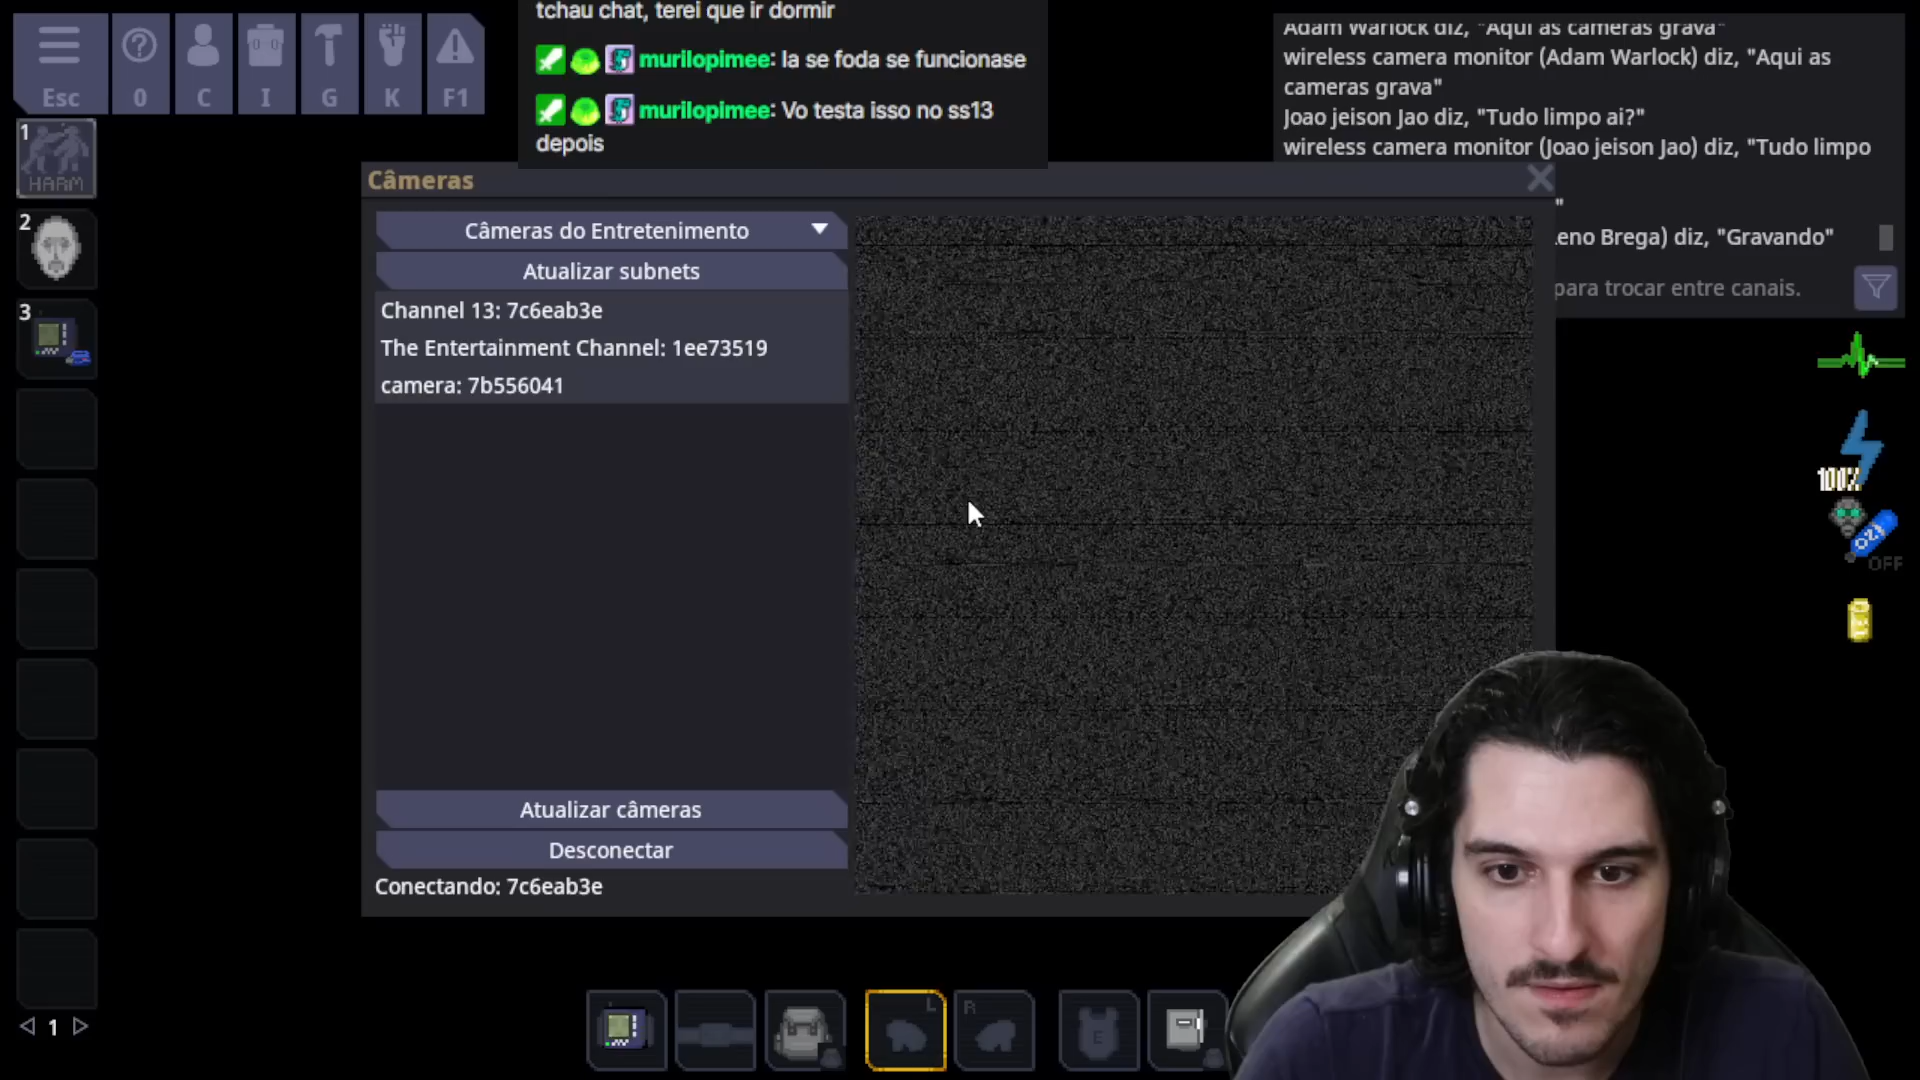 tchau chat, terei que ir dormir
murilopimee: la se foda se funcionase
murilopimee: Vo testa isso no ss13
depois
Esc
0
C
I
G
K
F1
Adam Warlock diz, "Aqui as cameras grava"
wireless camera monitor (Adam Warlock) diz, "Aqui as
cameras grava"
Joao jeison Jao diz, "Tudo limpo ai?"
wireless camera monitor (Joao jeison Jao) diz, "Tudo limpo
"
eno Brega) diz, "Gravando"
para trocar entre canais.
1
HARM
2
3
Câmeras
Câmeras do Entretenimento
Atualizar subnets
Channel 13: 7c6eab3e
The Entertainment Channel: 1ee73519
camera: 7b556041
Atualizar câmeras
Desconectar
Conectando: 7c6eab3e
100%
O2
OFF
1
L
R
E